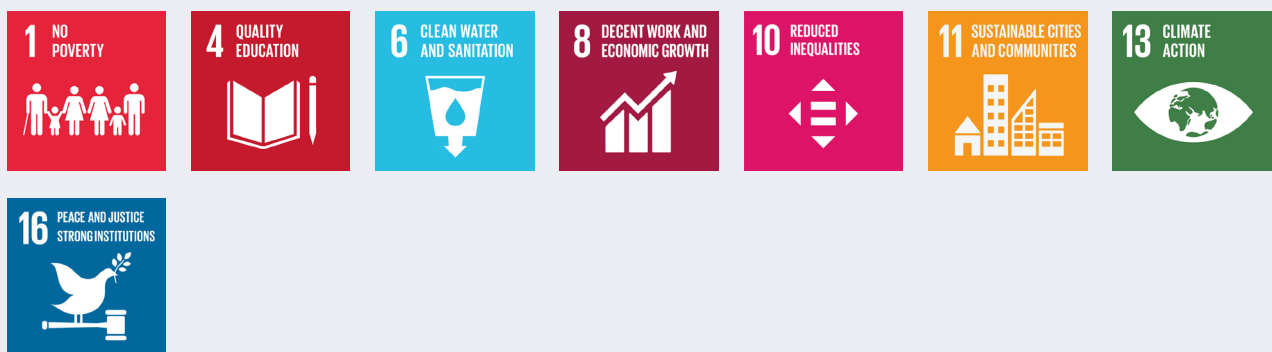 1 NO
POVERTY
4 QUALITY
EDUCATION
6 CLEAN WATER
AND SANITATION
8 DECENT WORK AND
ECONOMIC GROWTH
10 REDUCED
INEQUALITIES
11 SUSTAINABLE CITIES
AND COMMUNITIES
13 CLIMATE
ACTION
16 PEACE AND JUSTICE
STRONG INSTITUTIONS